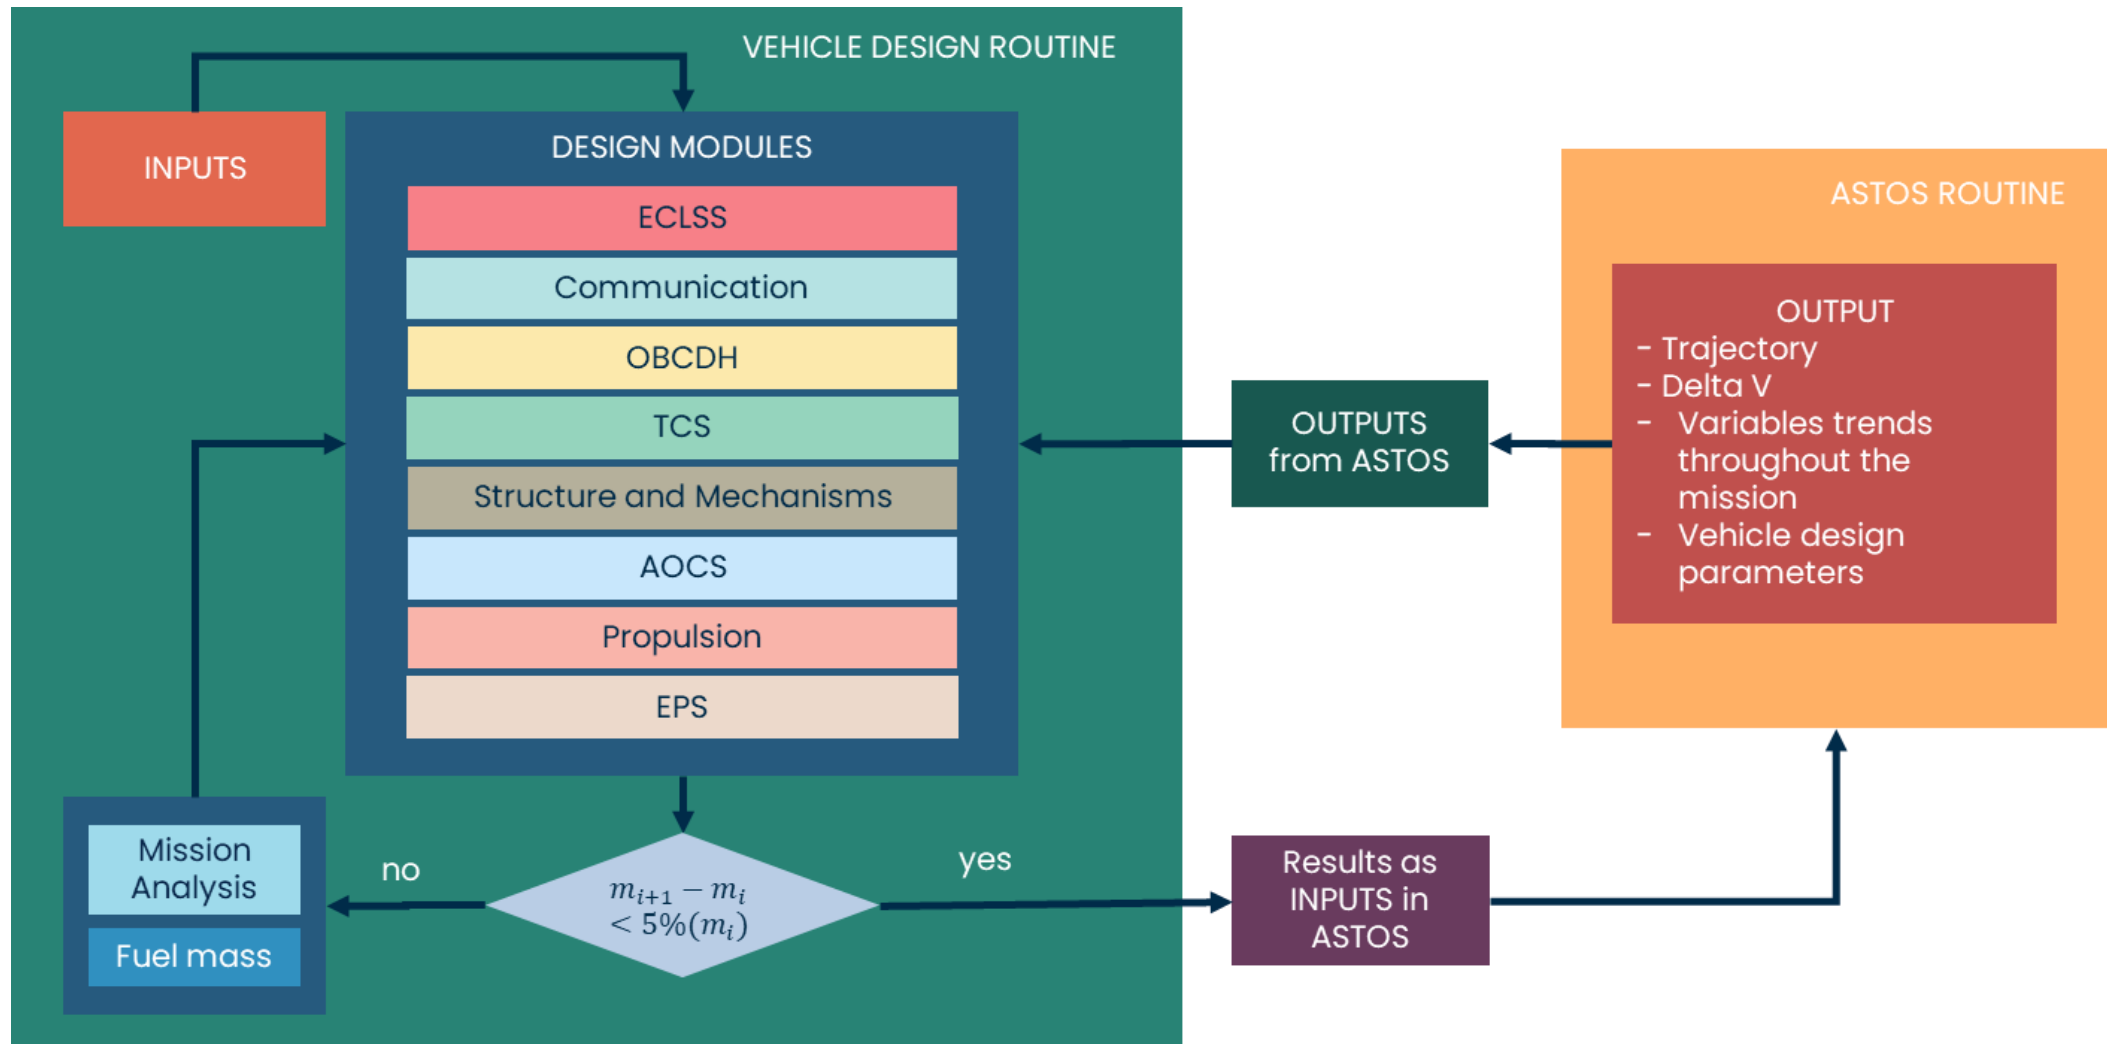 VEHICLE DESIGN ROUTINE
INPUTS
DESIGN MODULES
ECLSS
Communication
OBCDH
TCS
Structure and Mechanisms
AOCS
Propulsion
EPS
Mission
Analysis
Fuel mass
no
m_{i+1} − m_i
< 5%(m_i)
yes
OUTPUTS
from ASTOS
Results as
INPUTS in
ASTOS
ASTOS ROUTINE
OUTPUT
- Trajectory
- Delta V
- Variables trends
throughout the
mission
- Vehicle design
parameters